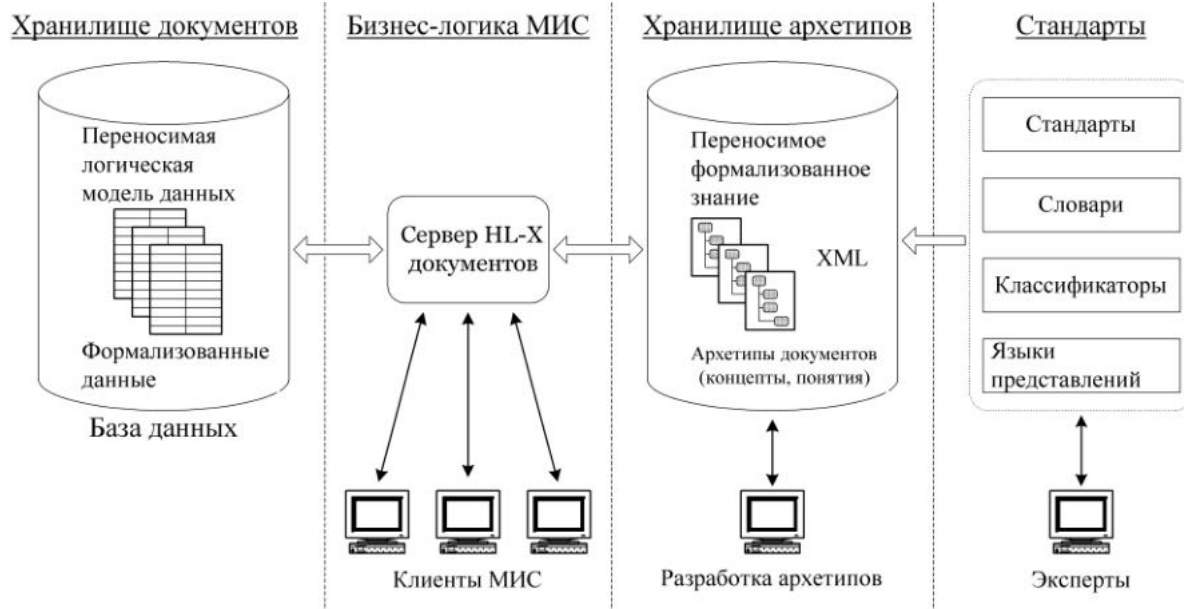 Хранилище документов
Бизнес-логика МИС
Хранилище архетипов
Стандарты
Переносимая
логическая
модель данных
Формализованные
данные
База данных
Сервер HL-X
документов
Клиенты МИС
Переносимое
формализованное
знание
XML
Архетипы документов
(концепты, понятия)
Разработка архетипов
Стандарты
Словари
Классификаторы
Языки
представлений
Эксперты